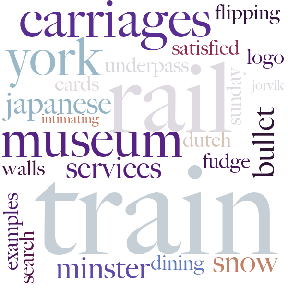 carriages
flipping
york
satisfied
logo
underpass
rail
cards
sunday
jorvik
japanese
intimating
museum
dutch
bullet
walls
services
fudge
train
examples
search
minster
dining
snow